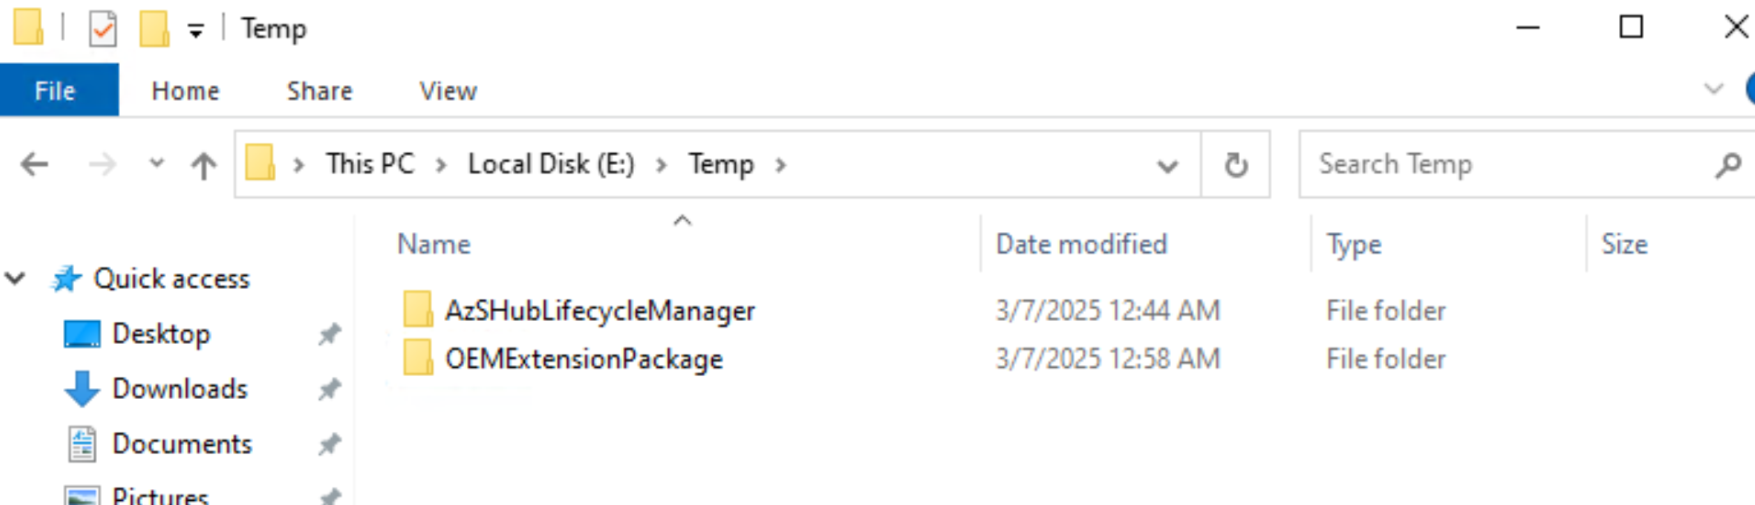 Temp
File Home Share View
This PC Local Disk (E:) Temp Search Temp
Name Date modified Type Size
Quick access
AzSHubLifecycleManager 3/7/2025 12:44 AM File folder
Desktop
OEMExtensionPackage 3/7/2025 12:58 AM File folder
Downloads
Documents
Pictures